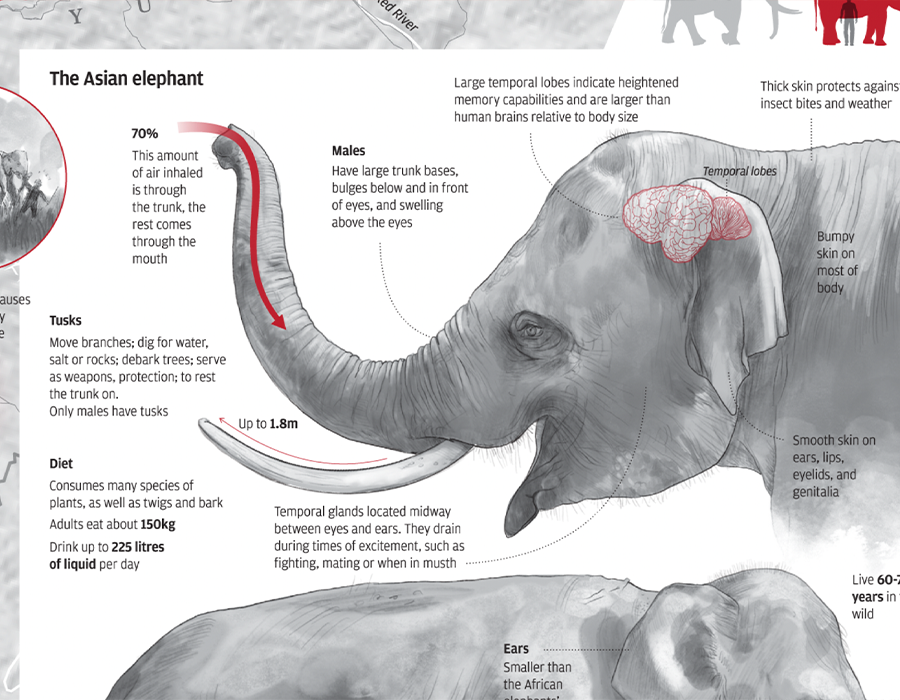 Y
U
ed River
The Asian elephant
70%
This amount
of air inhaled
is through
the trunk, the
rest comes
through the
mouth
Males
Have large trunk bases,
bulges below and in front
of eyes, and swelling
above the eyes
Large temporal lobes indicate heightened
memory capabilities and are larger than
human brains relative to body size
Thick skin protects agains
insect bites and weather
Temporal lobes
Bumpy
skin on
most of
body
auses
y
e
Tusks
Move branches; dig for water,
salt or rocks; debark trees; serve
as weapons, protection; to rest
the trunk on.
Only males have tusks
Up to 1.8m
Diet
Consumes many species of
plants, as well as twigs and bark
Adults eat about 150kg
Drink up to 225 litres
of liquid per day
Temporal glands located midway
between eyes and ears. They drain
during times of excitement, such as
fighting, mating or when in musth
Smooth skin on
ears, lips,
eyelids, and
genitalia
Live 60-7
years in
wild
Ears
Smaller than
the African
elephants'